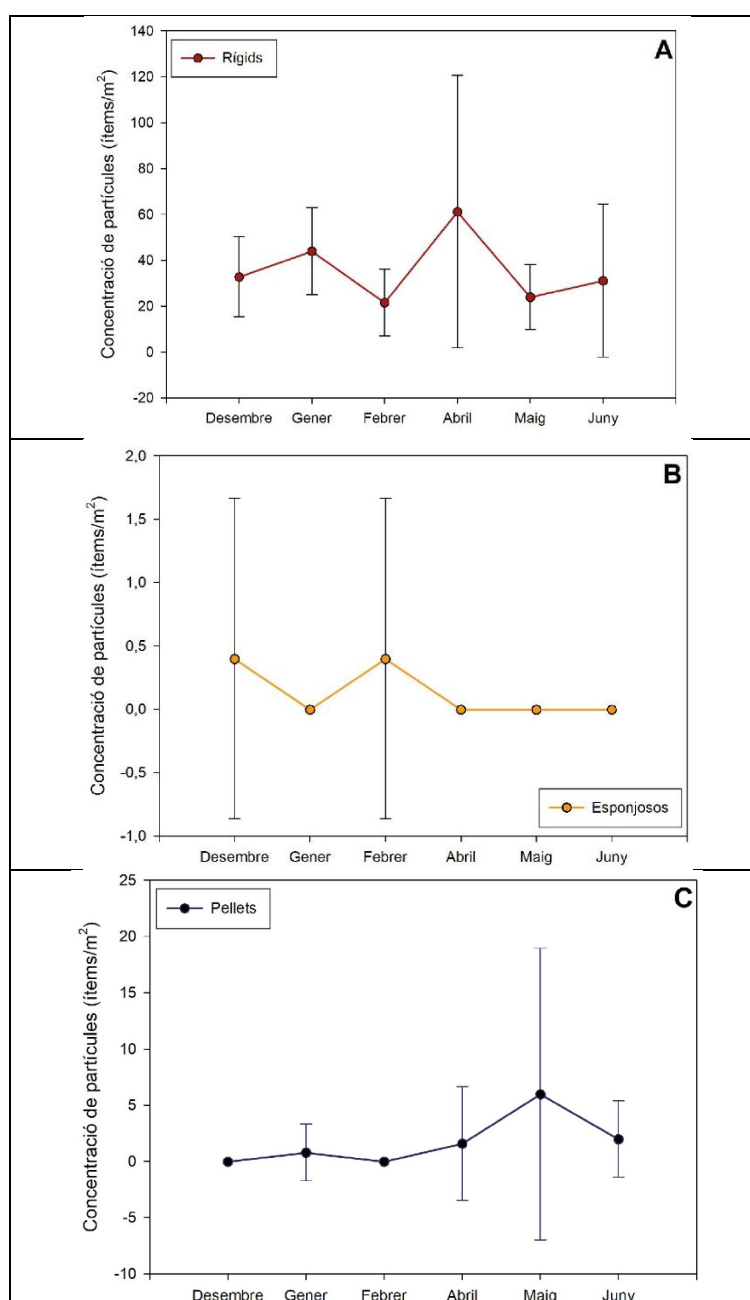 A
Rígids
Concentració de partícules (ítems/m²)
140
120
100
80
60
40
20
0
-20
Desembre Gener Febrer Abril Maig Juny
B
Concentració de partícules (ítems/m²)
2,0
1,5
1,0
0,5
0,0
-0,5
-1,0
Esponjosos
Desembre Gener Febrer Abril Maig Juny
C
Pellets
Concentració de partícules (ítems/m²)
25
20
15
10
5
0
-5
-10
Desembre Gener Febrer Abril Maig Juny